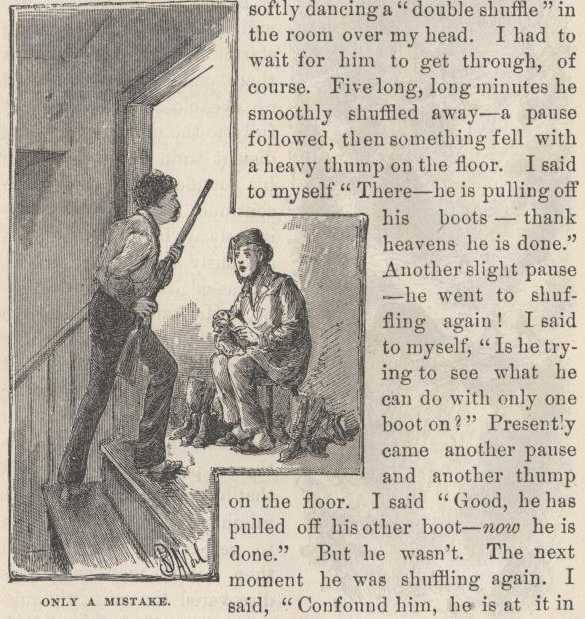 softly dancing a “ double shuffle ” in
the room over my head. I had to
wait for him to get through, of
course. Five long, long minutes he
smoothly shuffled away—a pause
followed, then something fell with
a heavy thump on the floor. I said
to myself “ There—he is pulling off
his boots — thank
heavens he is done.”
Another slight pause
—he went to shuf-
fling again! I said
to myself, “ Is he try-
ing to see what he
can do with only one
boot on?” Presently
came another pause
and another thump
on the floor. I said “ Good, he has
pulled off his other boot—now he is
done.” But he wasn't. The next
moment he was shuffling again. I
said, “ Confound him, he is at it in
ONLY A MISTAKE.